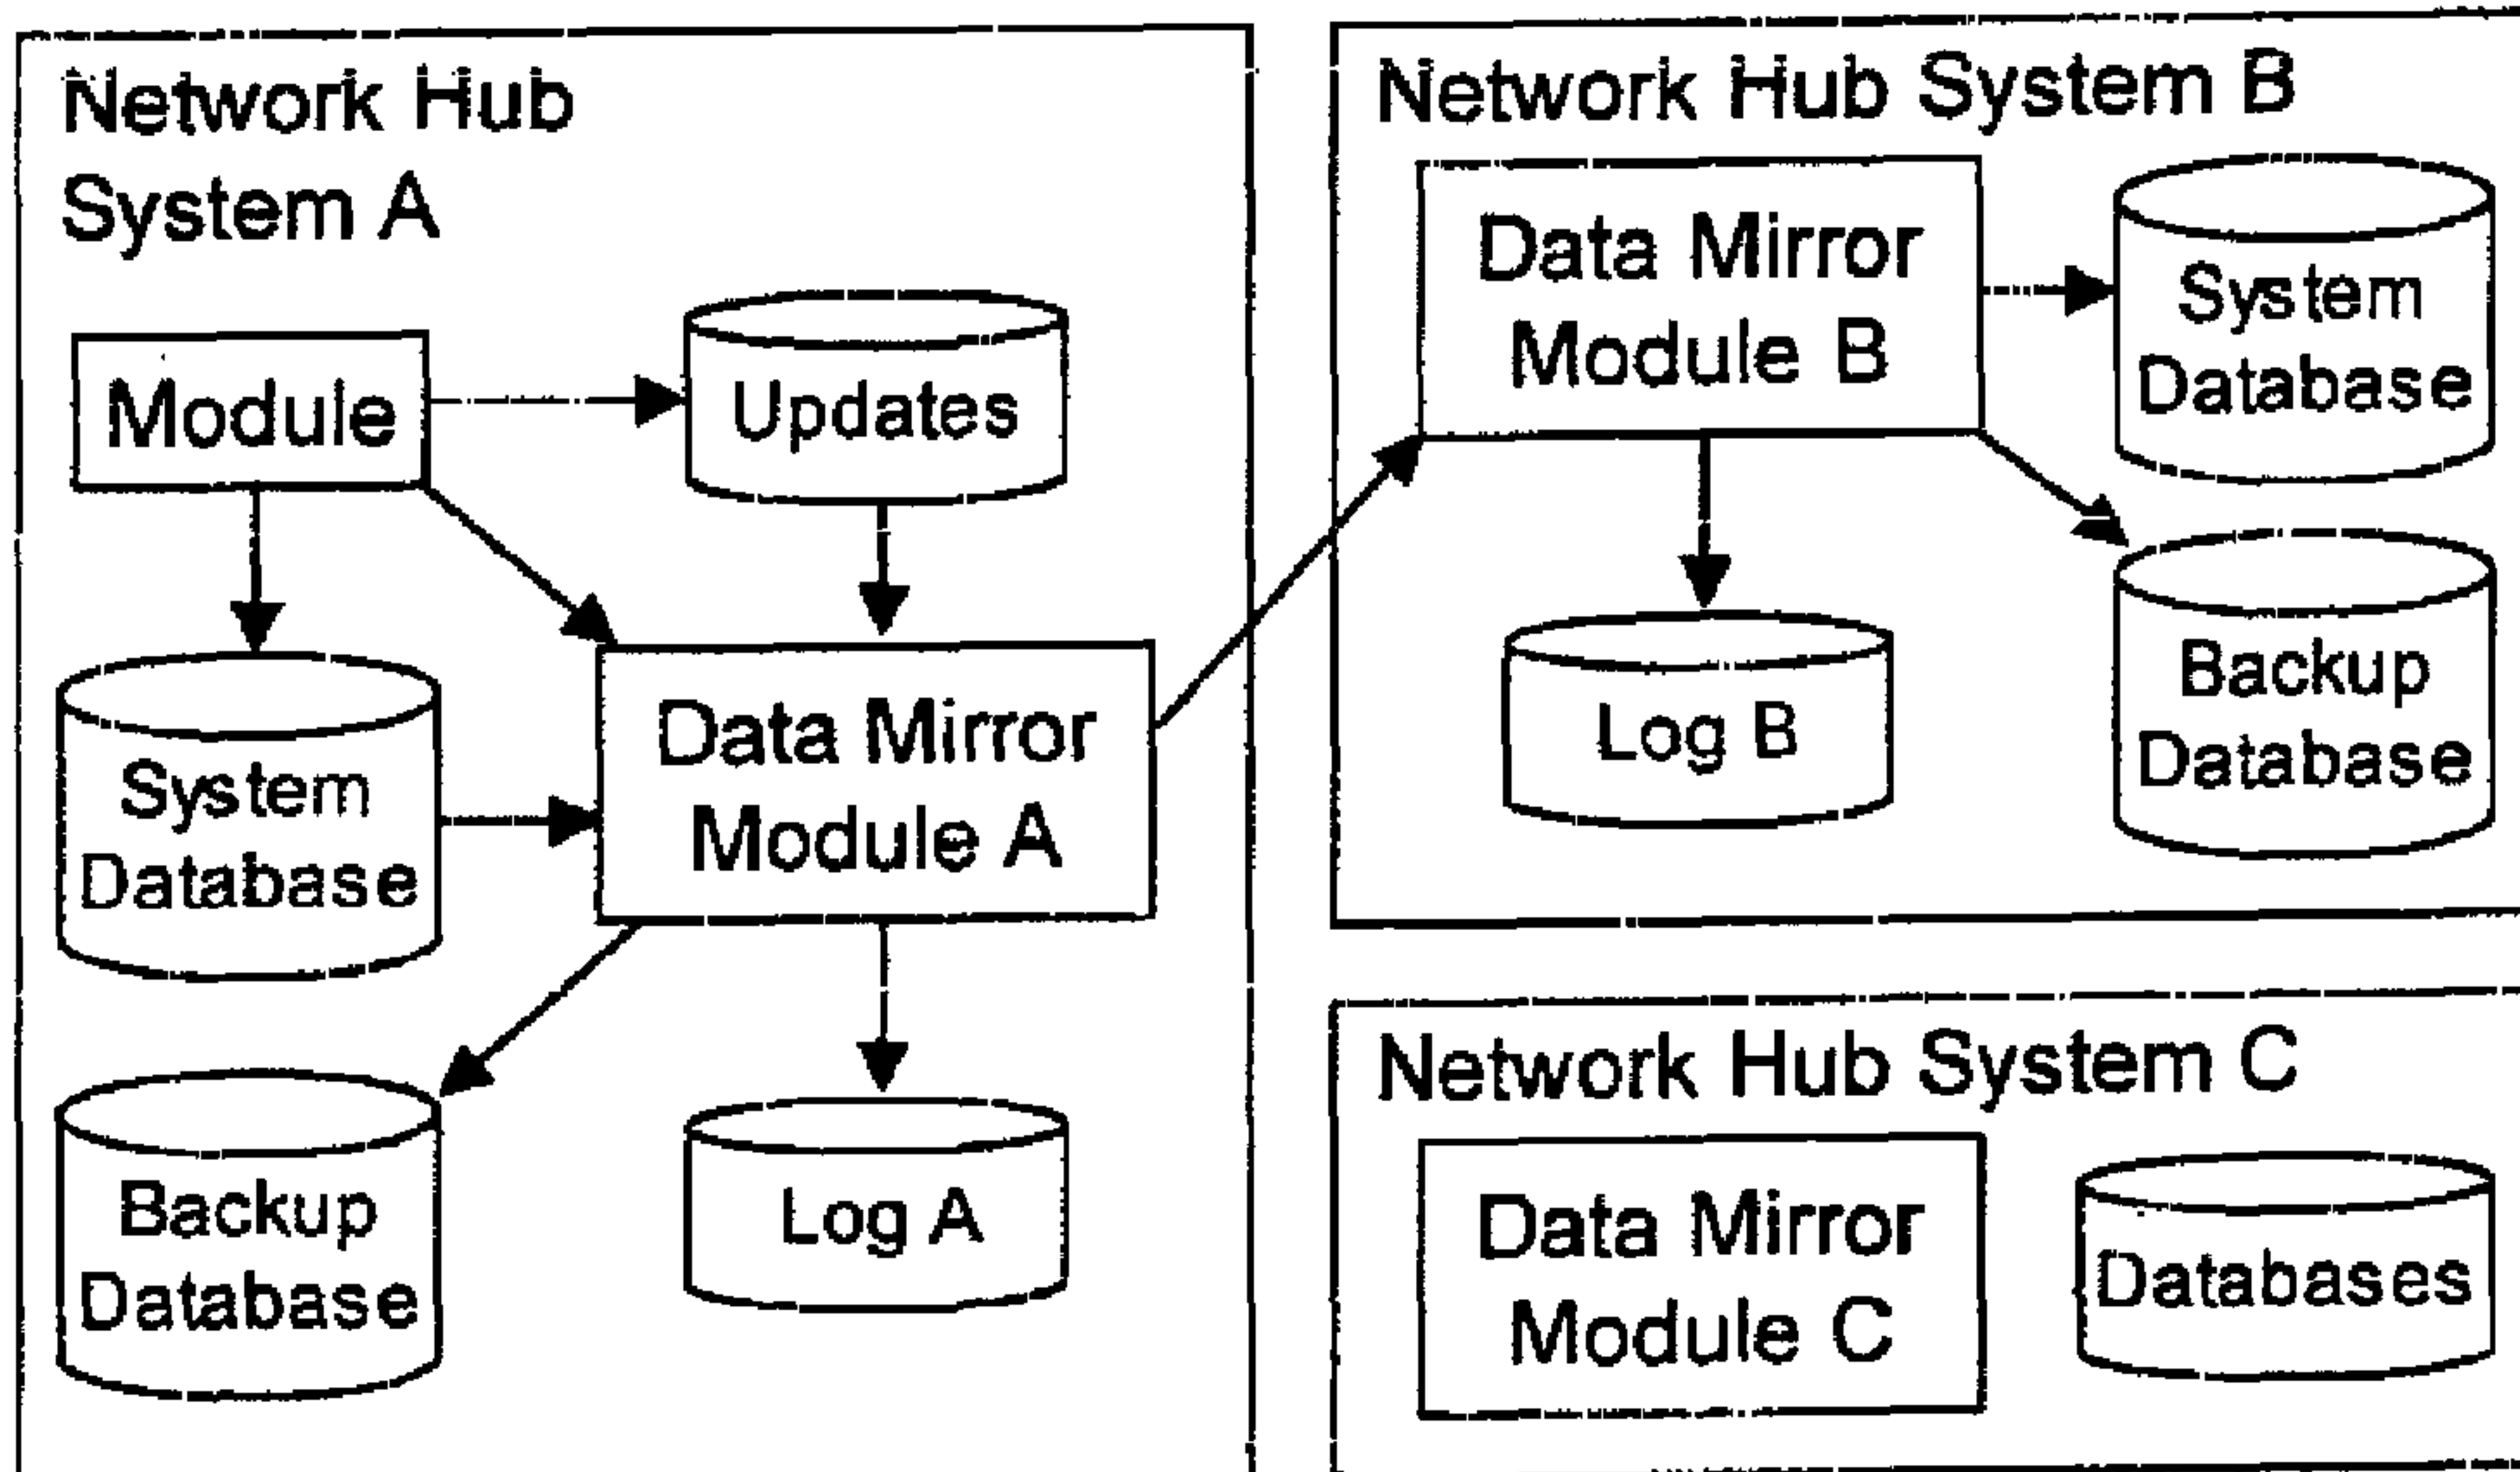 Network Hub
System A
Module
Updates
System
Database
Data Mirror
Module A
Backup
Database
Log A
Network Hub System B
Data Mirror
Module B
System
Database
Log B
Backup
Database
Network Hub System C
Data Mirror
Module C
Databases